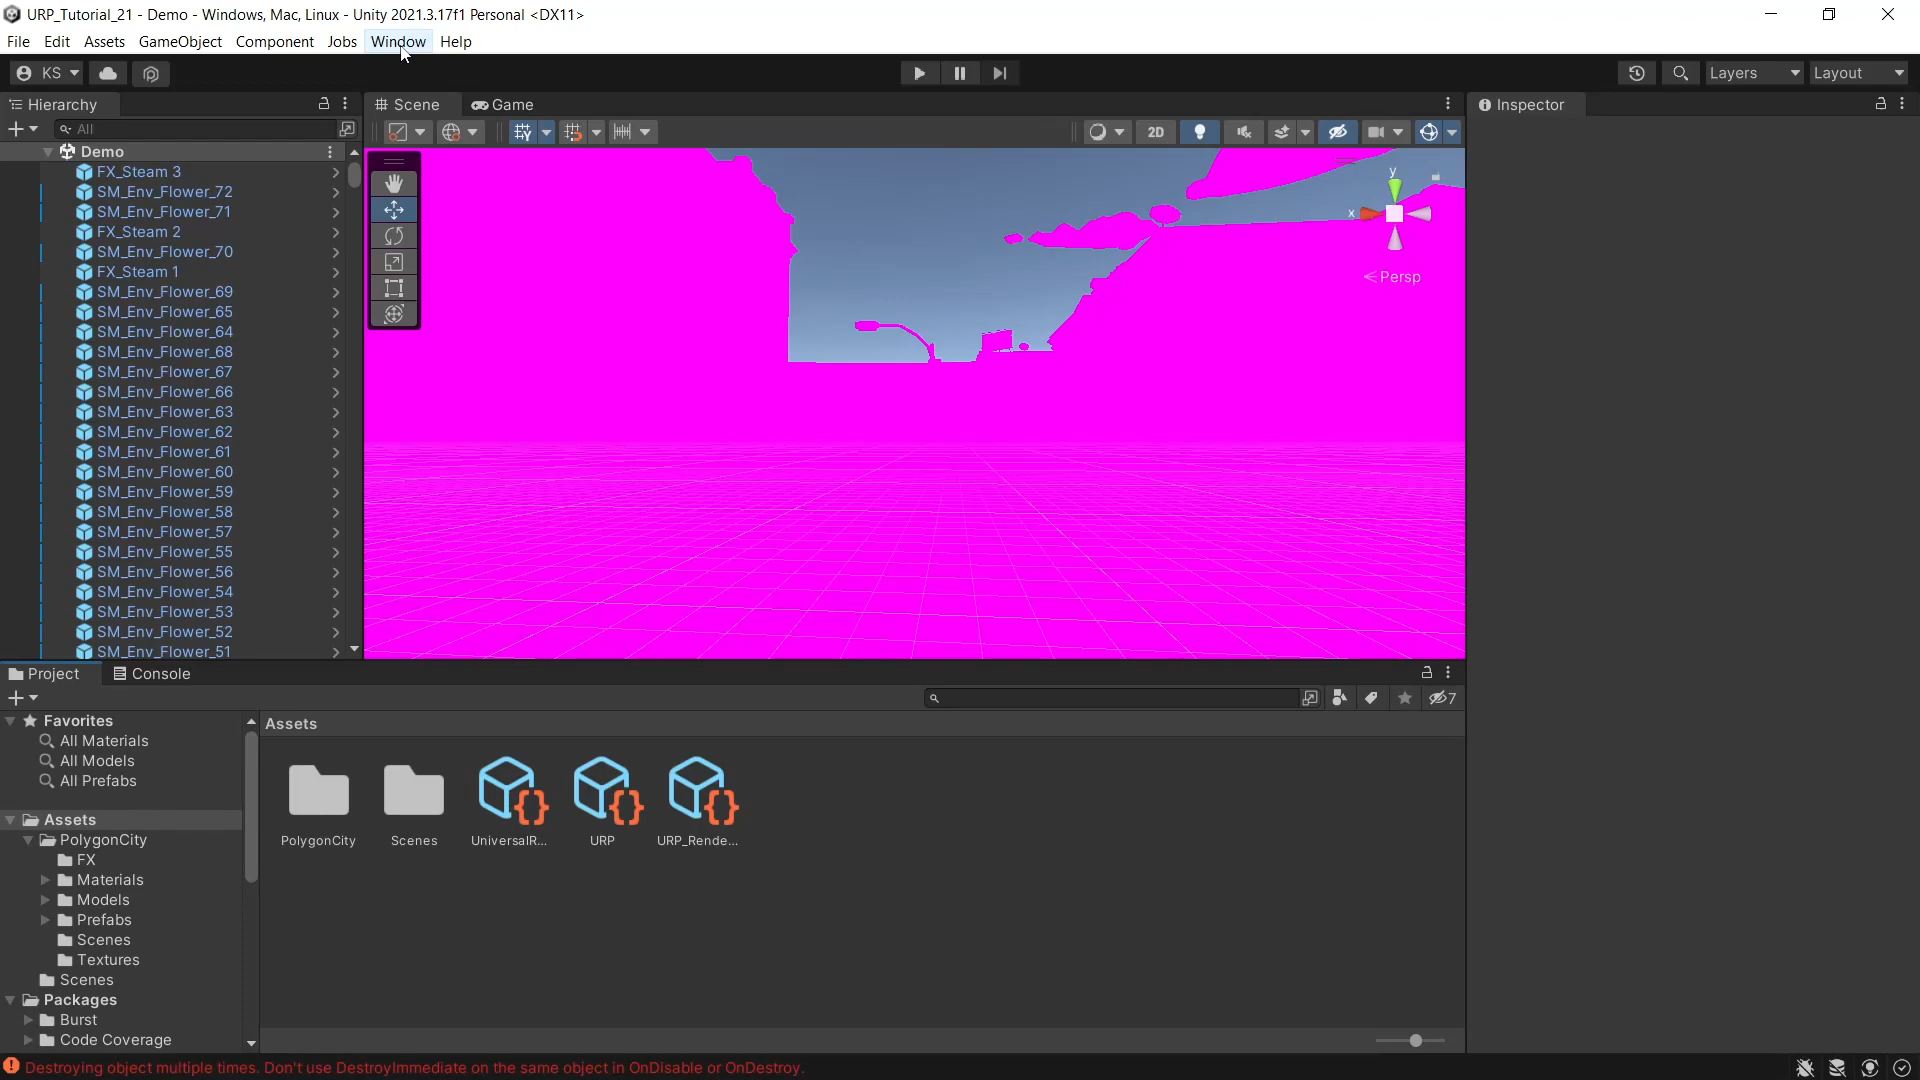 URP_Tutorial_21 - Demo - Windows, Mac, Linux - Unity 2021.3.17f1 Personal <DX11>
File Edit Assets GameObject Component Jobs Window Help
KS Layers Layout
Hierarchy Scene Game Inspector
All 2D
Demo
FX_Steam 3
SM_Env_Flower_72
SM_Env_Flower_71
FX_Steam 2
SM_Env_Flower_70
FX_Steam 1
SM_Env_Flower_69
SM_Env_Flower_65
SM_Env_Flower_64
SM_Env_Flower_68
SM_Env_Flower_67
SM_Env_Flower_66
SM_Env_Flower_63
SM_Env_Flower_62
SM_Env_Flower_61
SM_Env_Flower_60
SM_Env_Flower_59
SM_Env_Flower_58
SM_Env_Flower_57
SM_Env_Flower_55
SM_Env_Flower_56
SM_Env_Flower_54
SM_Env_Flower_53
SM_Env_Flower_52
SM_Env_Flower_51
y
x
Persp
Project Console
7
Favorites
All Materials
All Models
All Prefabs
Assets
PolygonCity
FX
Materials
Models
Prefabs
Scenes
Textures
Scenes
Packages
Burst
Code Coverage
Assets
PolygonCity Scenes UniversalR... URP URP_Rende...
Destroying object multiple times. Don't use DestroyImmediate on the same object in OnDisable or OnDestroy.